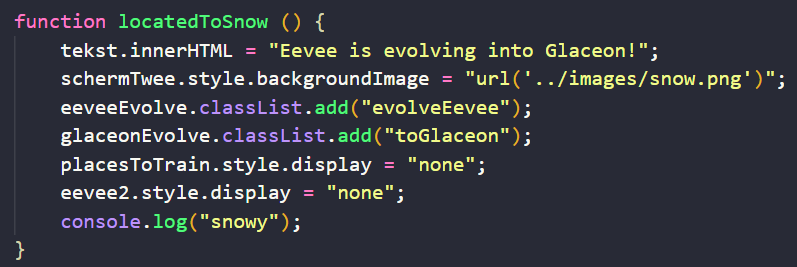 function locatedToSnow () {
    tekst.innerHTML = "Eevee is evolving into Glaceon!";
    schermTwee.style.backgroundImage = "url('../images/snow.png')";
    eeveeEvolve.classList.add("evolveEevee");
    glaceonEvolve.classList.add("toGlaceon");
    placesToTrain.style.display = "none";
    eevee2.style.display = "none";
    console.log("snowy");
}